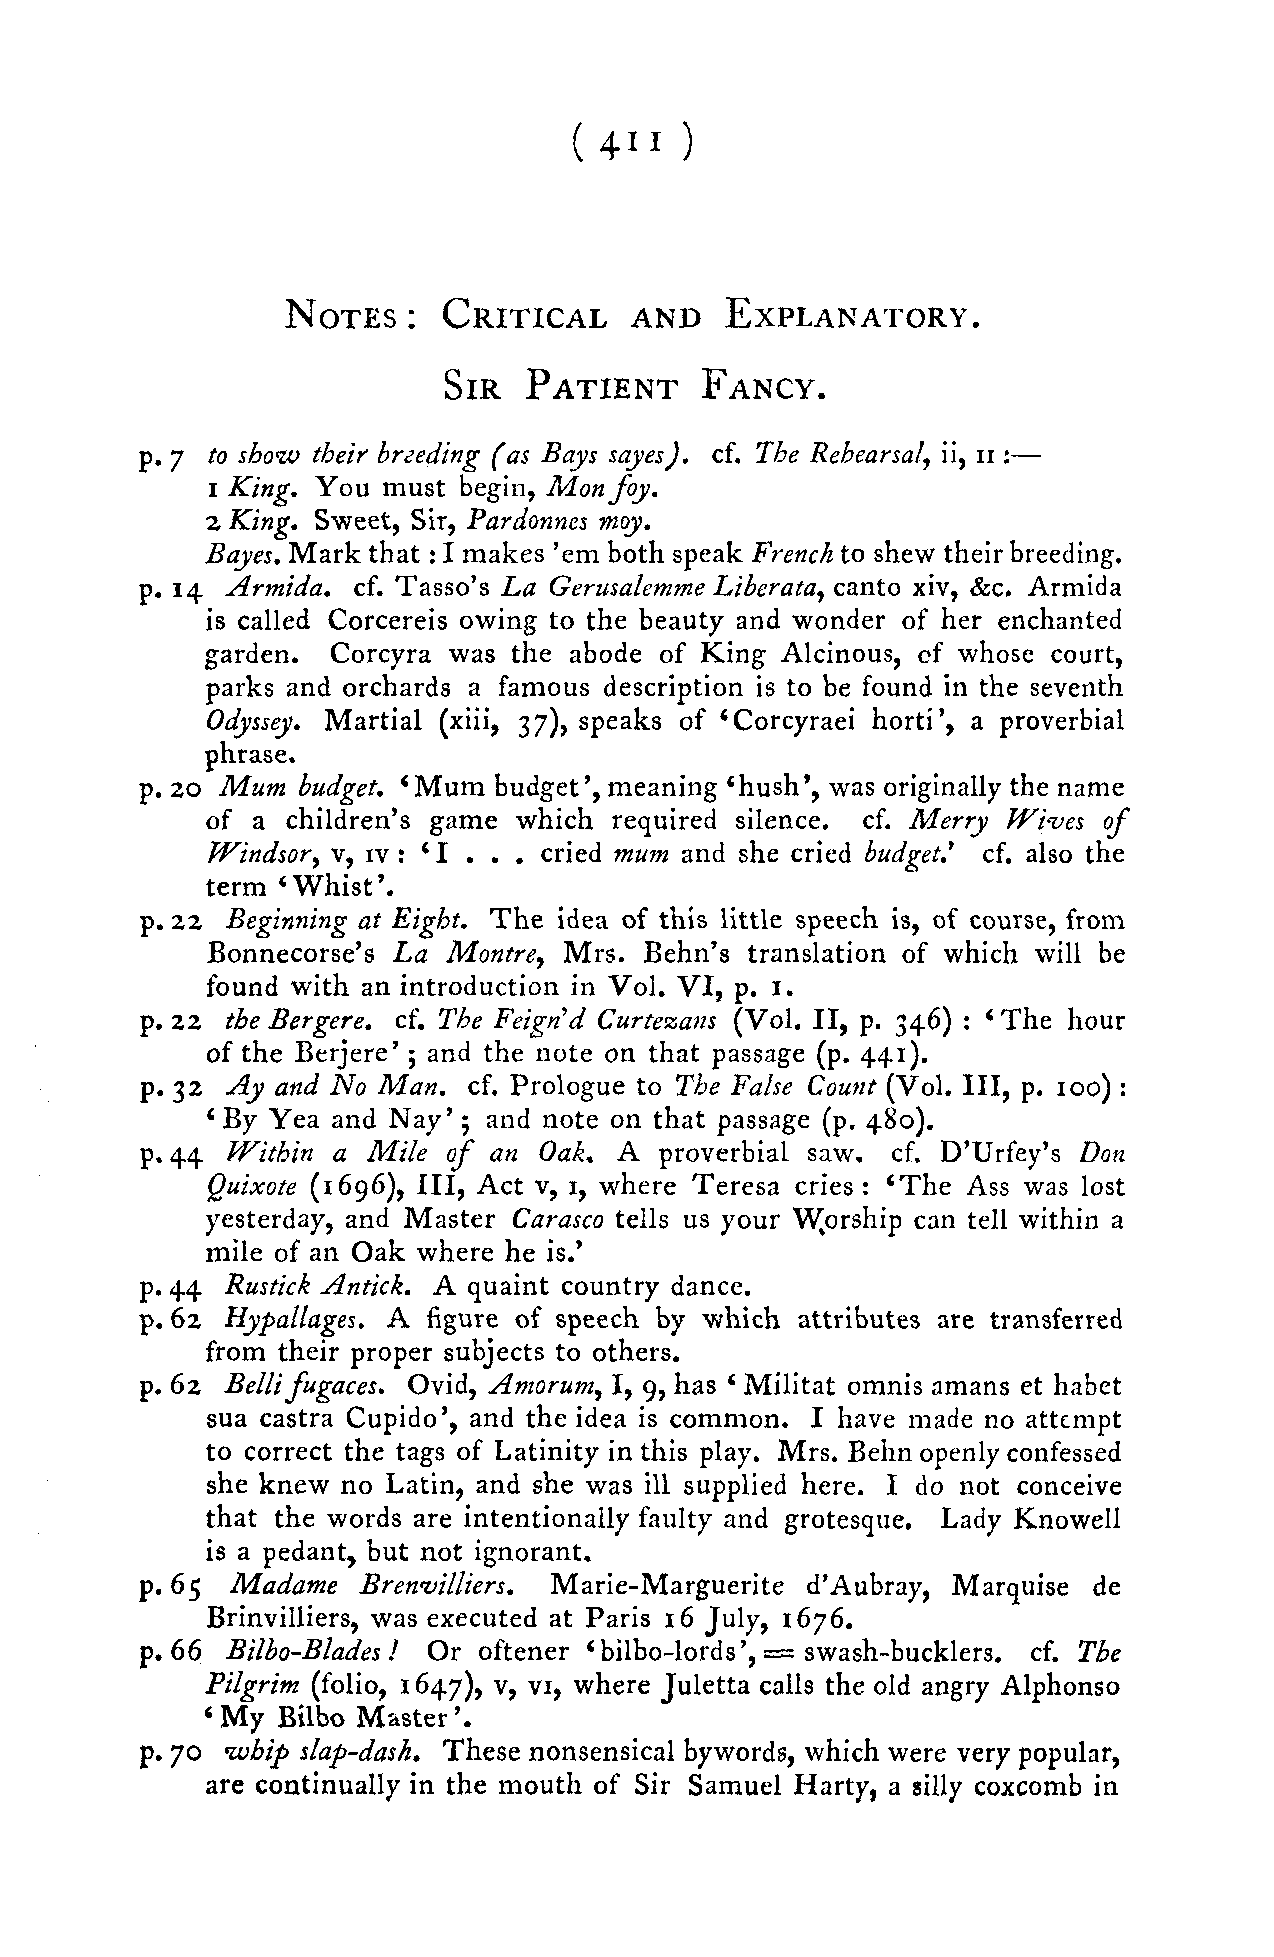 ( 411 )
NOTES: CRITICAL AND EXPLANATORY.
SIR PATIENT FANCY.
p. 7 to show their breeding (as Bays sayes). cf. The Rehearsal, ii, II :—
1 King. You must begin, Mon foy.
2 King. Sweet, Sir, Pardonnes moy.
Bayes. Mark that : I makes 'em both speak French to shew their breeding.
p. 14 Armida. cf. Tasso's La Gerusalemme Liberata, canto xiv, &c. Armida
is called Corcereis owing to the beauty and wonder of her enchanted
garden. Corcyra was the abode of King Alcinous, of whose court,
parks and orchards a famous description is to be found in the seventh
Odyssey. Martial (xiii, 37), speaks of 'Corcyraei horti', a proverbial
phrase.
p. 20 Mum budget. 'Mum budget', meaning 'hush', was originally the name
of a children's game which required silence. cf. Merry Wives of
Windsor, v, IV : 'I . . . cried mum and she cried budget.' cf. also the
term 'Whist'.
p. 22 Beginning at Eight. The idea of this little speech is, of course, from
Bonnecorse's La Montre, Mrs. Behn's translation of which will be
found with an introduction in Vol. VI, p. 1.
p. 22 the Bergere. cf. The Feign'd Curtezans (Vol. II, p. 346) : 'The hour
of the Berjere' ; and the note on that passage (p. 441).
p. 32 Ay and No Man. cf. Prologue to The False Count (Vol. III, p. 100) :
'By Yea and Nay' ; and note on that passage (p. 480).
p. 44 Within a Mile of an Oak. A proverbial saw. cf. D'Urfey's Don
Quixote (1696), III, Act v, 1, where Teresa cries : 'The Ass was lost
yesterday, and Master Carasco tells us your Worship can tell within a
mile of an Oak where he is.'
p. 44 Rustick Antick. A quaint country dance.
p. 62 Hypallages. A figure of speech by which attributes are transferred
from their proper subjects to others.
p. 62 Belli fugaces. Ovid, Amorum, I, 9, has 'Militat omnis amans et habet
sua castra Cupido', and the idea is common. I have made no attempt
to correct the tags of Latinity in this play. Mrs. Behn openly confessed
she knew no Latin, and she was ill supplied here. I do not conceive
that the words are intentionally faulty and grotesque. Lady Knowell
is a pedant, but not ignorant.
p. 65 Madame Brenvilliers. Marie-Marguerite d'Aubray, Marquise de
Brinvilliers, was executed at Paris 16 July, 1676.
p. 66 Bilbo-Blades! Or oftener 'bilbo-lords', = swash-bucklers. cf. The
Pilgrim (folio, 1647), v, VI, where Juletta calls the old angry Alphonso
'My Bilbo Master'.
p. 70 whip slap-dash. These nonsensical bywords, which were very popular,
are continually in the mouth of Sir Samuel Harty, a silly coxcomb in